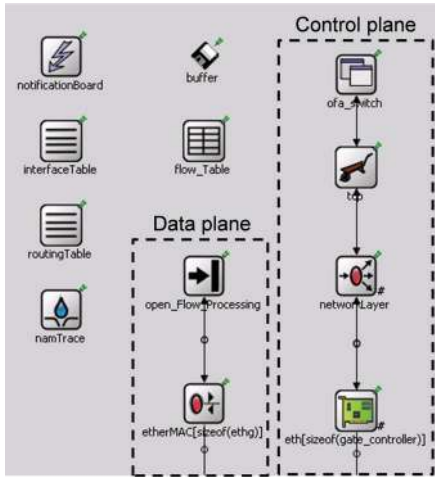 Control plane
notificationBoard
buffer
ofa_switch
interfaceTable
flow_Table
tcp
Data plane
routingTable
open_Flow_Processing
networkLayer
#
namTrace
etherMAC[sizeof(ethg)]
eth[sizeof(gate_controller)]
#